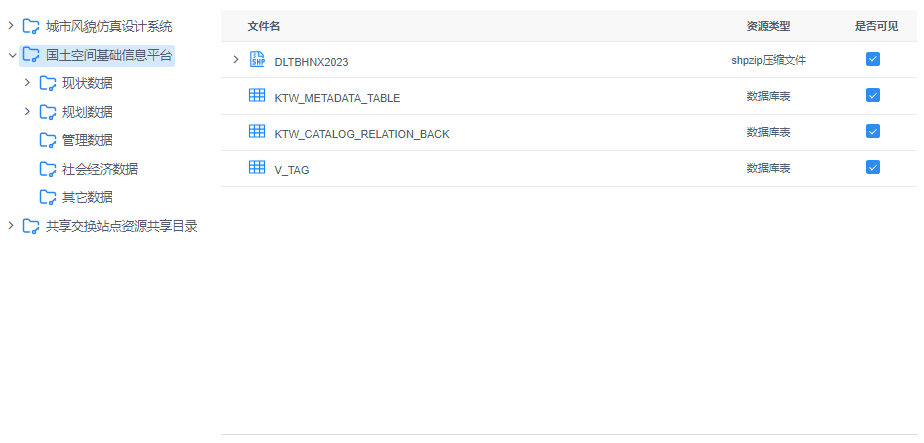 城市风貌仿真设计系统
国土空间基础信息平台
现状数据
规划数据
管理数据
社会经济数据
其它数据
共享交换站点资源共享目录
文件名 资源类型 是否可见
SHP DLTBHNX2023 shpzip压缩文件
KTW_METADATA_TABLE 数据库表
KTW_CATALOG_RELATION_BACK 数据库表
V_TAG 数据库表